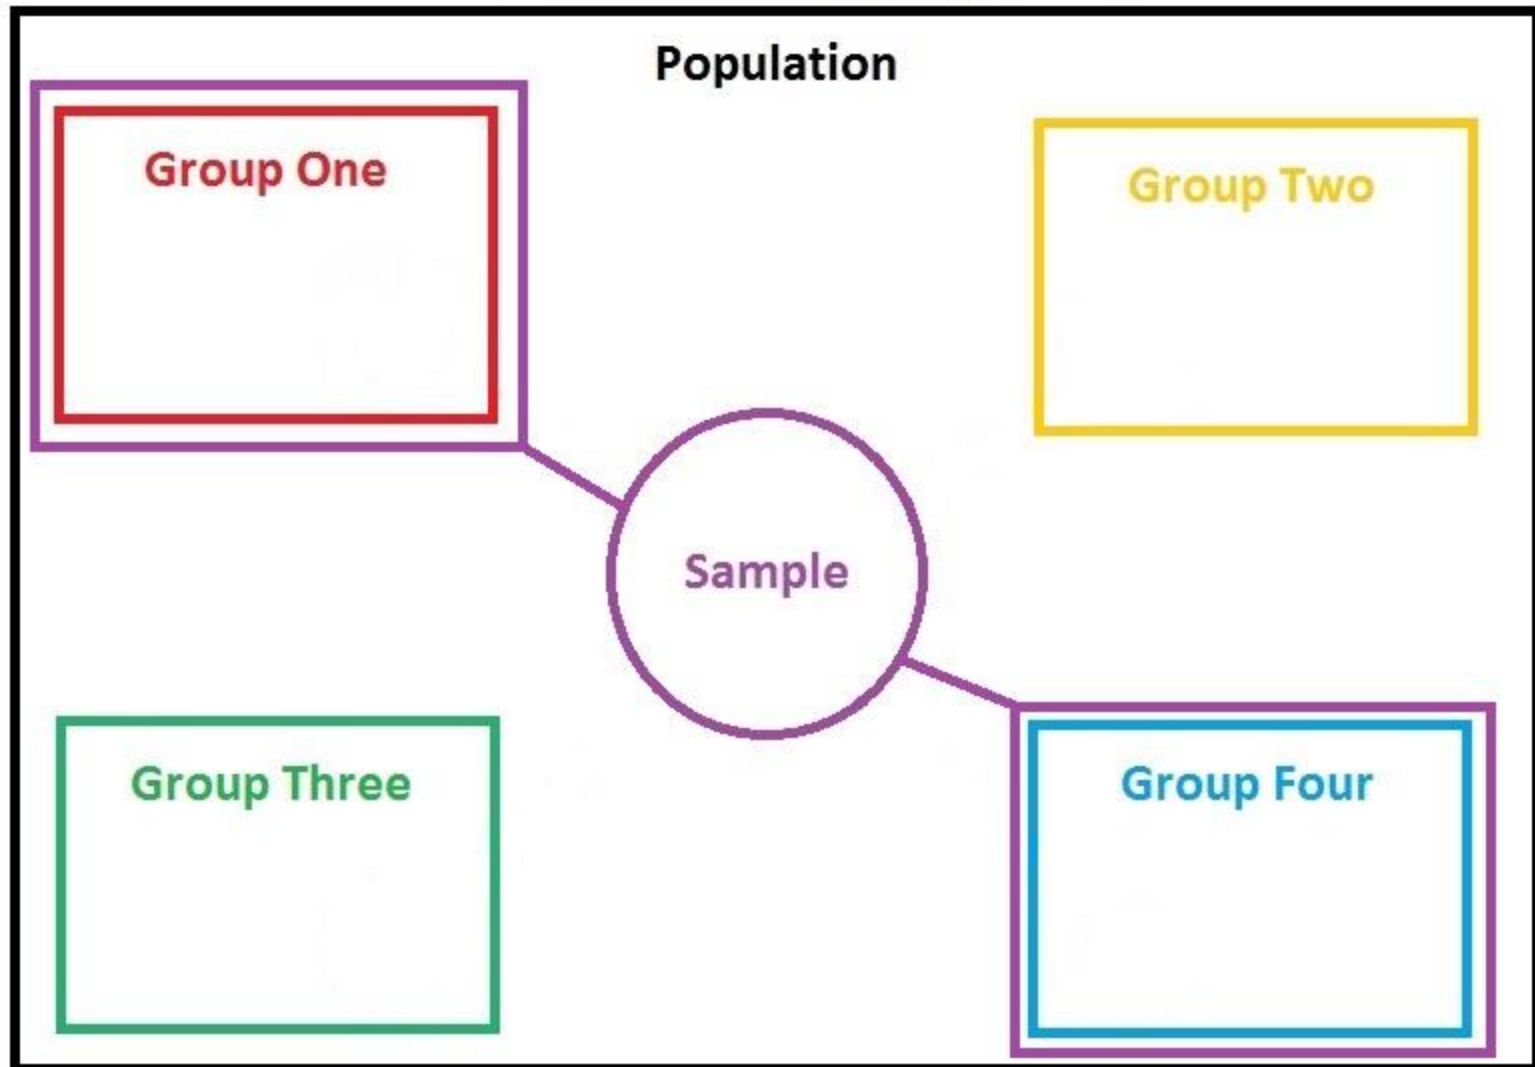 Population
Group One
Group Two
Sample
Group Three
Group Four